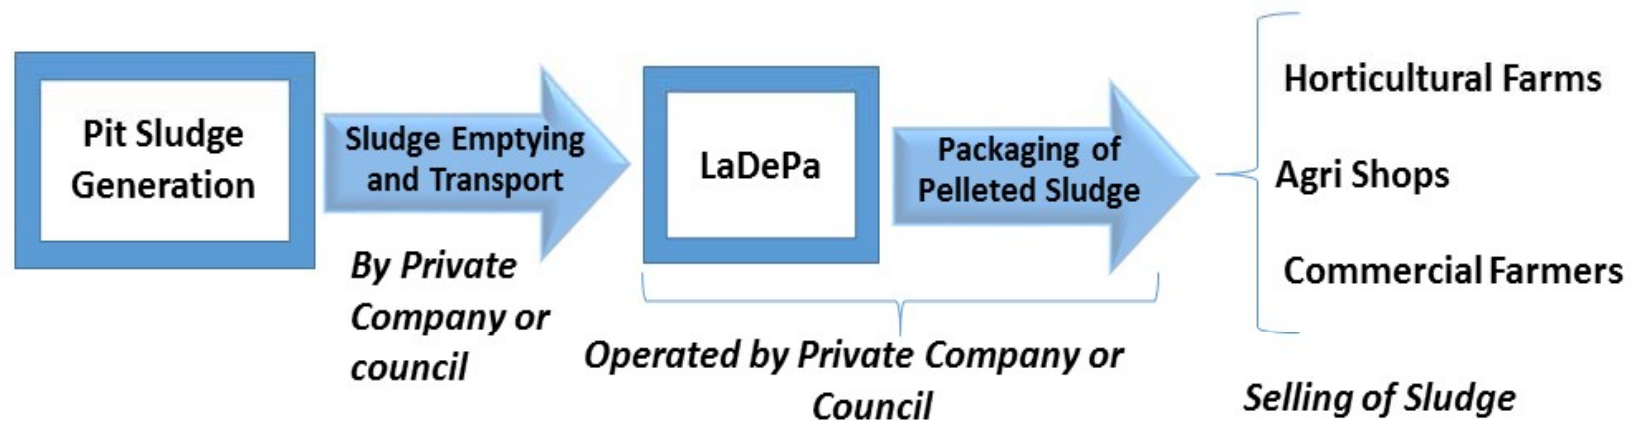 Pit Sludge
Generation
Sludge Emptying
and Transport
By Private
Company or
council
LaDePa
Packaging of
Pelleted Sludge
Operated by Private Company or
Council
Horticultural Farms
Agri Shops
Commercial Farmers
Selling of Sludge